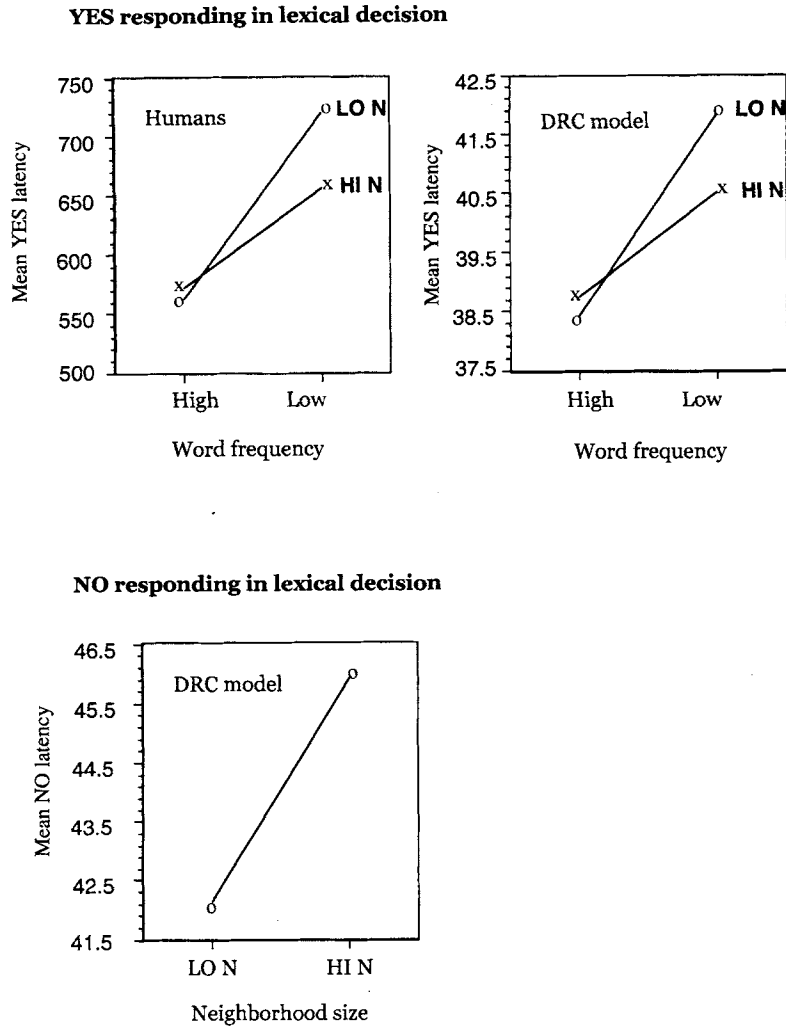 YES responding in lexical decision
750
700
650
600
550
500
Mean YES latency
Humans
o LO N
x HI N
x
o
High Low
Word frequency
42.5
41.5
40.5
39.5
38.5
37.5
Mean YES latency
DRC model
o LO N
x HI N
x
o
High Low
Word frequency
NO responding in lexical decision
46.5
45.5
44.5
43.5
42.5
41.5
Mean NO latency
DRC model
o
o
LO N HI N
Neighborhood size